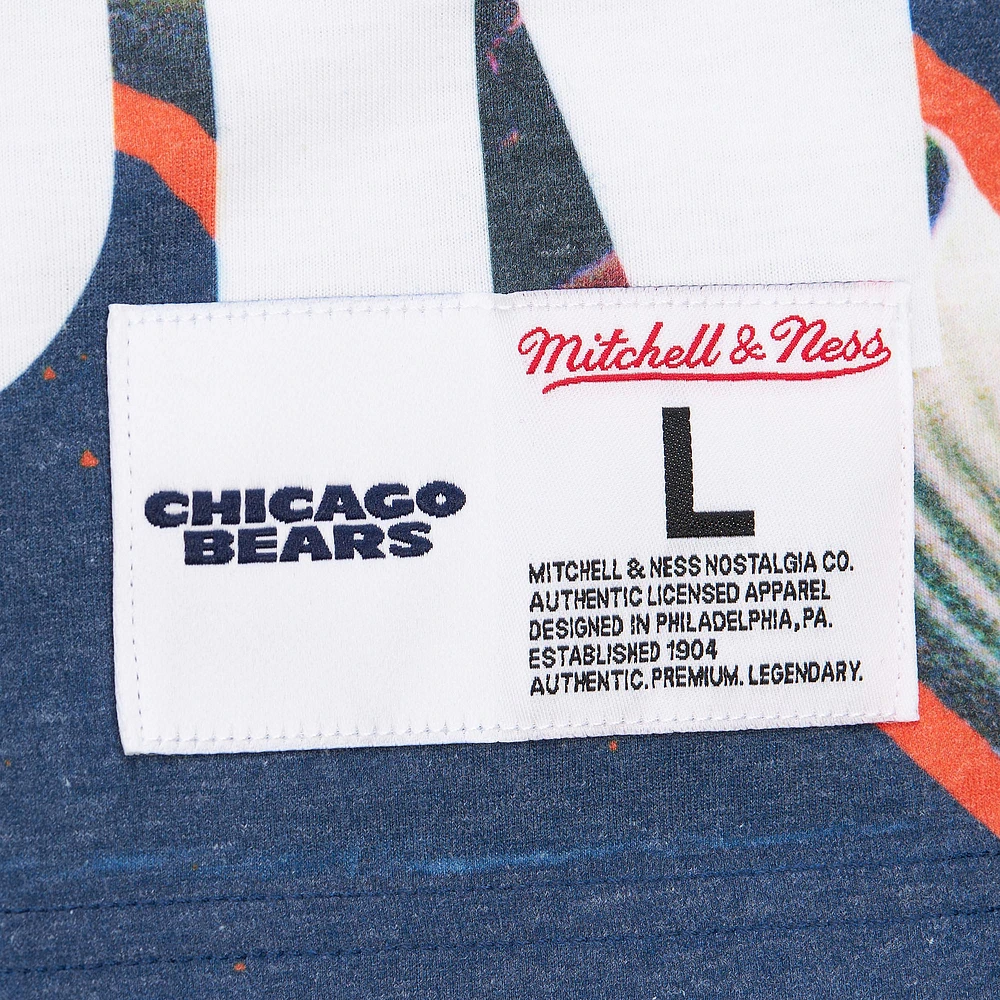 CHICAGO
BEARS
Mitchell & Ness
L
MITCHELL & NESS NOSTALGIA CO.
AUTHENTIC LICENSED APPAREL
DESIGNED IN PHILADELPHIA, PA.
ESTABLISHED 1904
AUTHENTIC. PREMIUM. LEGENDARY.